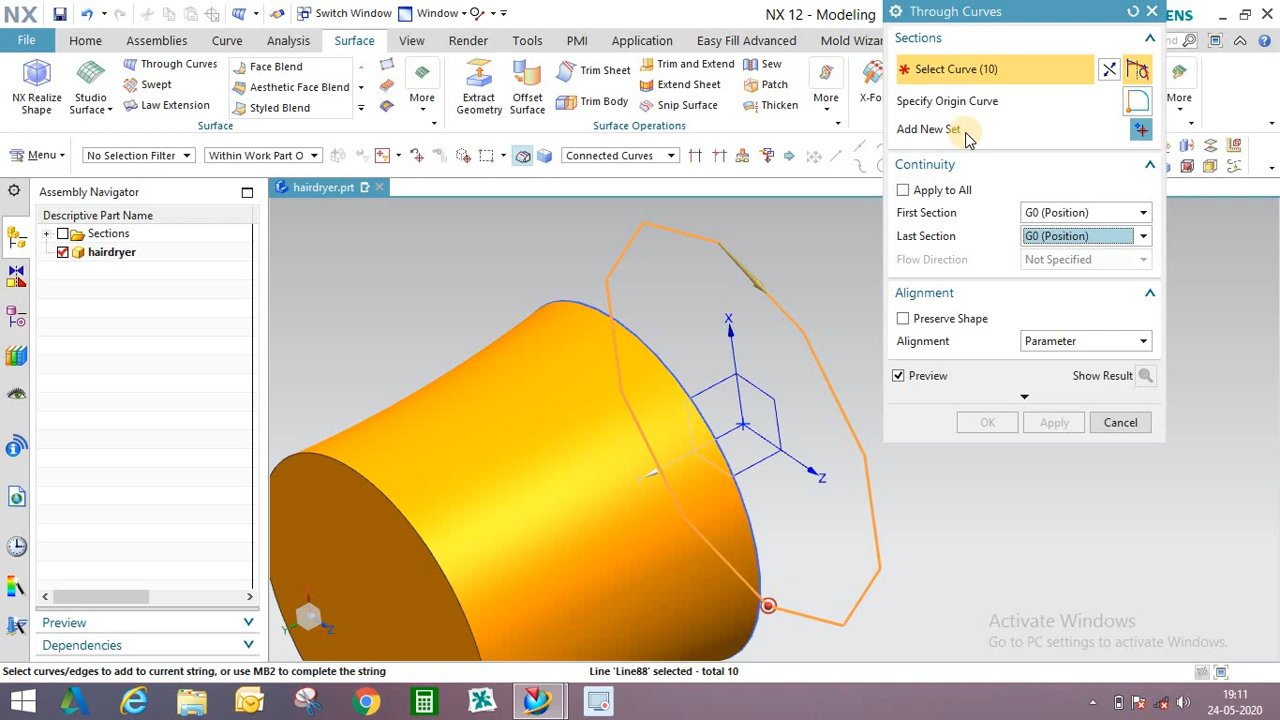 NX
Switch Window
Window
NX 12 - Modeling
ENS
File
Home
Assemblies
Curve
Surface
Analysis
View
Render
Tools
PMI
Application
Easy Fill Advanced
Mold Wizard
NX Realize
Shape
Studio
Surface
Through Curves
Swept
Law Extension
Face Blend
Aesthetic Face Blend
Styled Blend
More
Surface
Extract
Geometry
Offset
Surface
Trim Sheet
Trim Body
Trim and Extend
Extend Sheet
Snip Surface
Sew
Patch
Thicken
More
Surface Operations
More
Menu
No Selection Filter
Within Work Part O
Connected Curves
Assembly Navigator
Descriptive Part Name
Sections
hairdryer
Preview
Dependencies
hairdryer.prt
X
Z
Y
Z
Through Curves
Sections
* Select Curve (10)
Specify Origin Curve
Add New Set
Continuity
Apply to All
First Section
G0 (Position)
Last Section
G0 (Position)
Flow Direction
Not Specified
Alignment
Preserve Shape
Alignment
Parameter
Preview
Show Result
OK
Apply
Cancel
Activate Windows
Go to PC settings to activate Windows.
Select curves/edges to add to current string, or use MB2 to complete the string
Line 'Line88' selected - total 10
19:11
24-05-2020